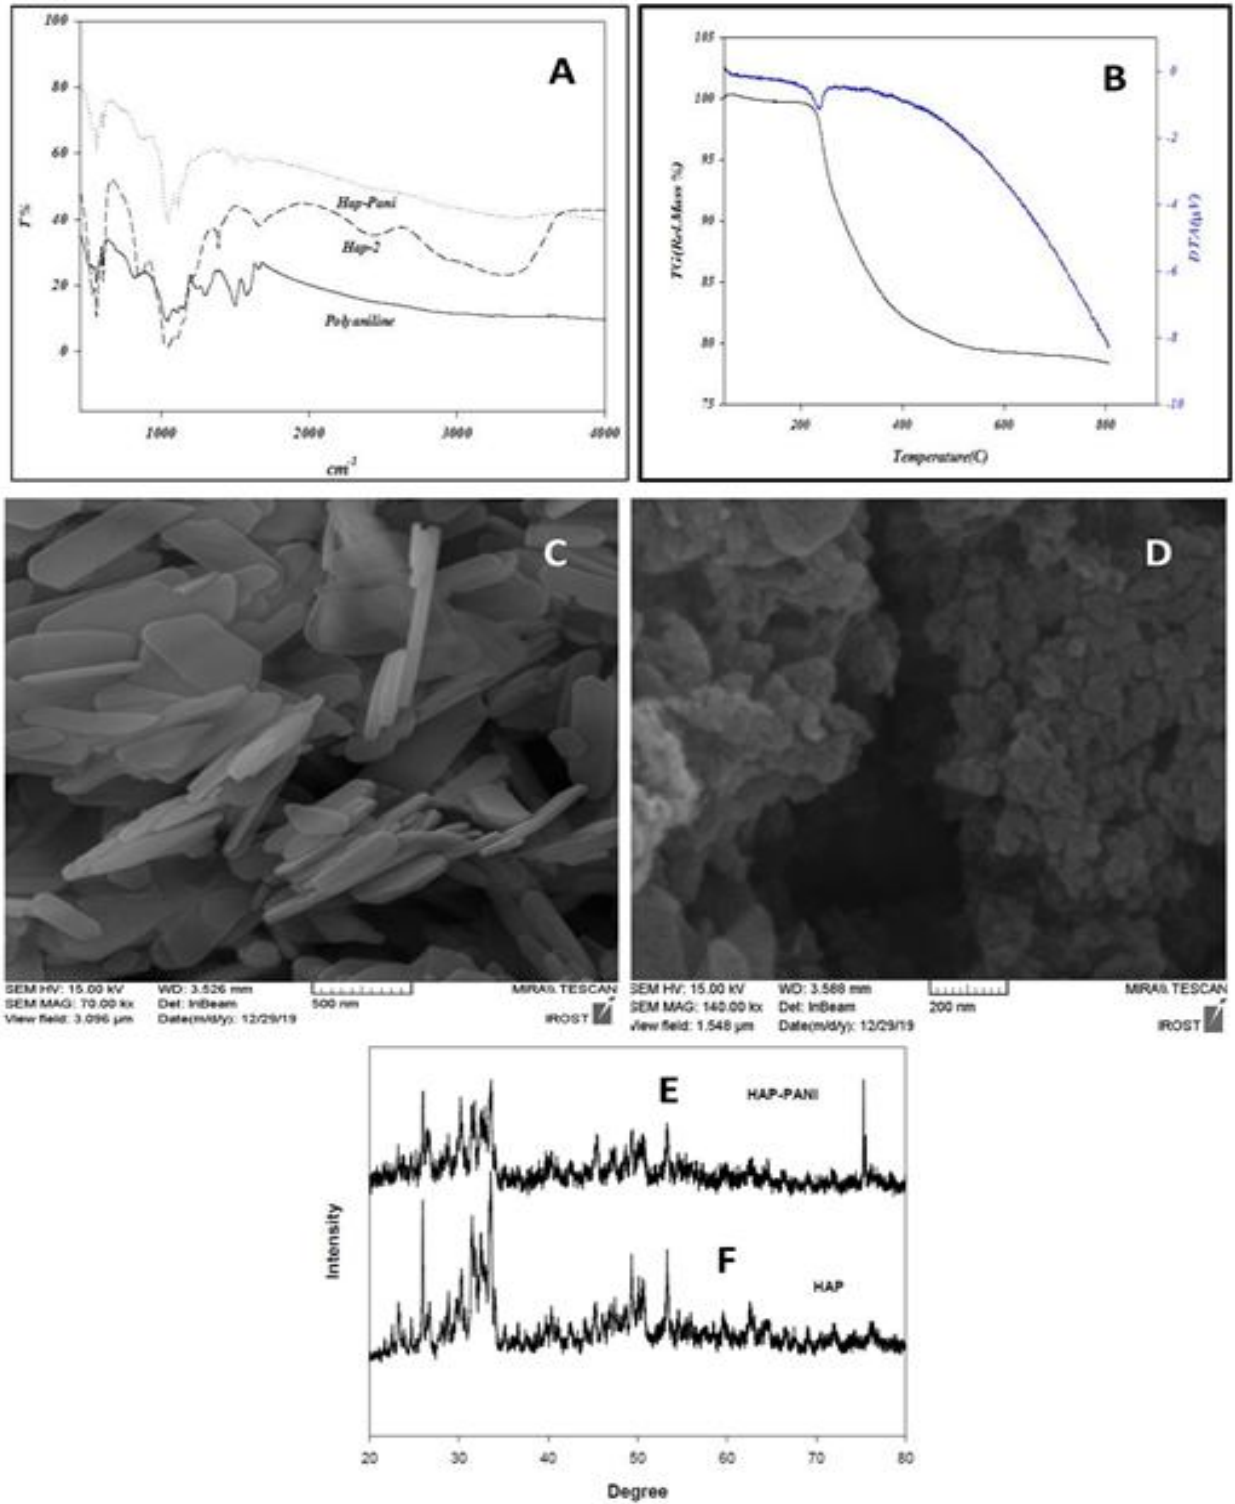 A
100
80
60
40
20
0
T%
Hap-Pani
Hap-2
Polyaniline
1000 2000 3000 4000
cm-1
B
105
100
95
90
85
80
75
TG(Rel.Mass %)
0
-2
-4
-6
-8
-10
DTA(µV)
200 400 600 800
Temperature(C)
C
SEM HV: 15.00 kV WD: 3.526 mm MIRA\\ TESCAN
SEM MAG: 70.00 kx Det: InBeam 500 nm
View field: 3.096 µm Date(m/d/y): 12/29/19 IROST
D
SEM HV: 15.00 kV WD: 3.588 mm MIRA\\ TESCAN
SEM MAG: 140.00 kx Det: InBeam 200 nm
View field: 1.548 µm Date(m/d/y): 12/29/19 IROST
E HAP-PANI
F HAP
Intensity
20 30 40 50 60 70 80
Degree